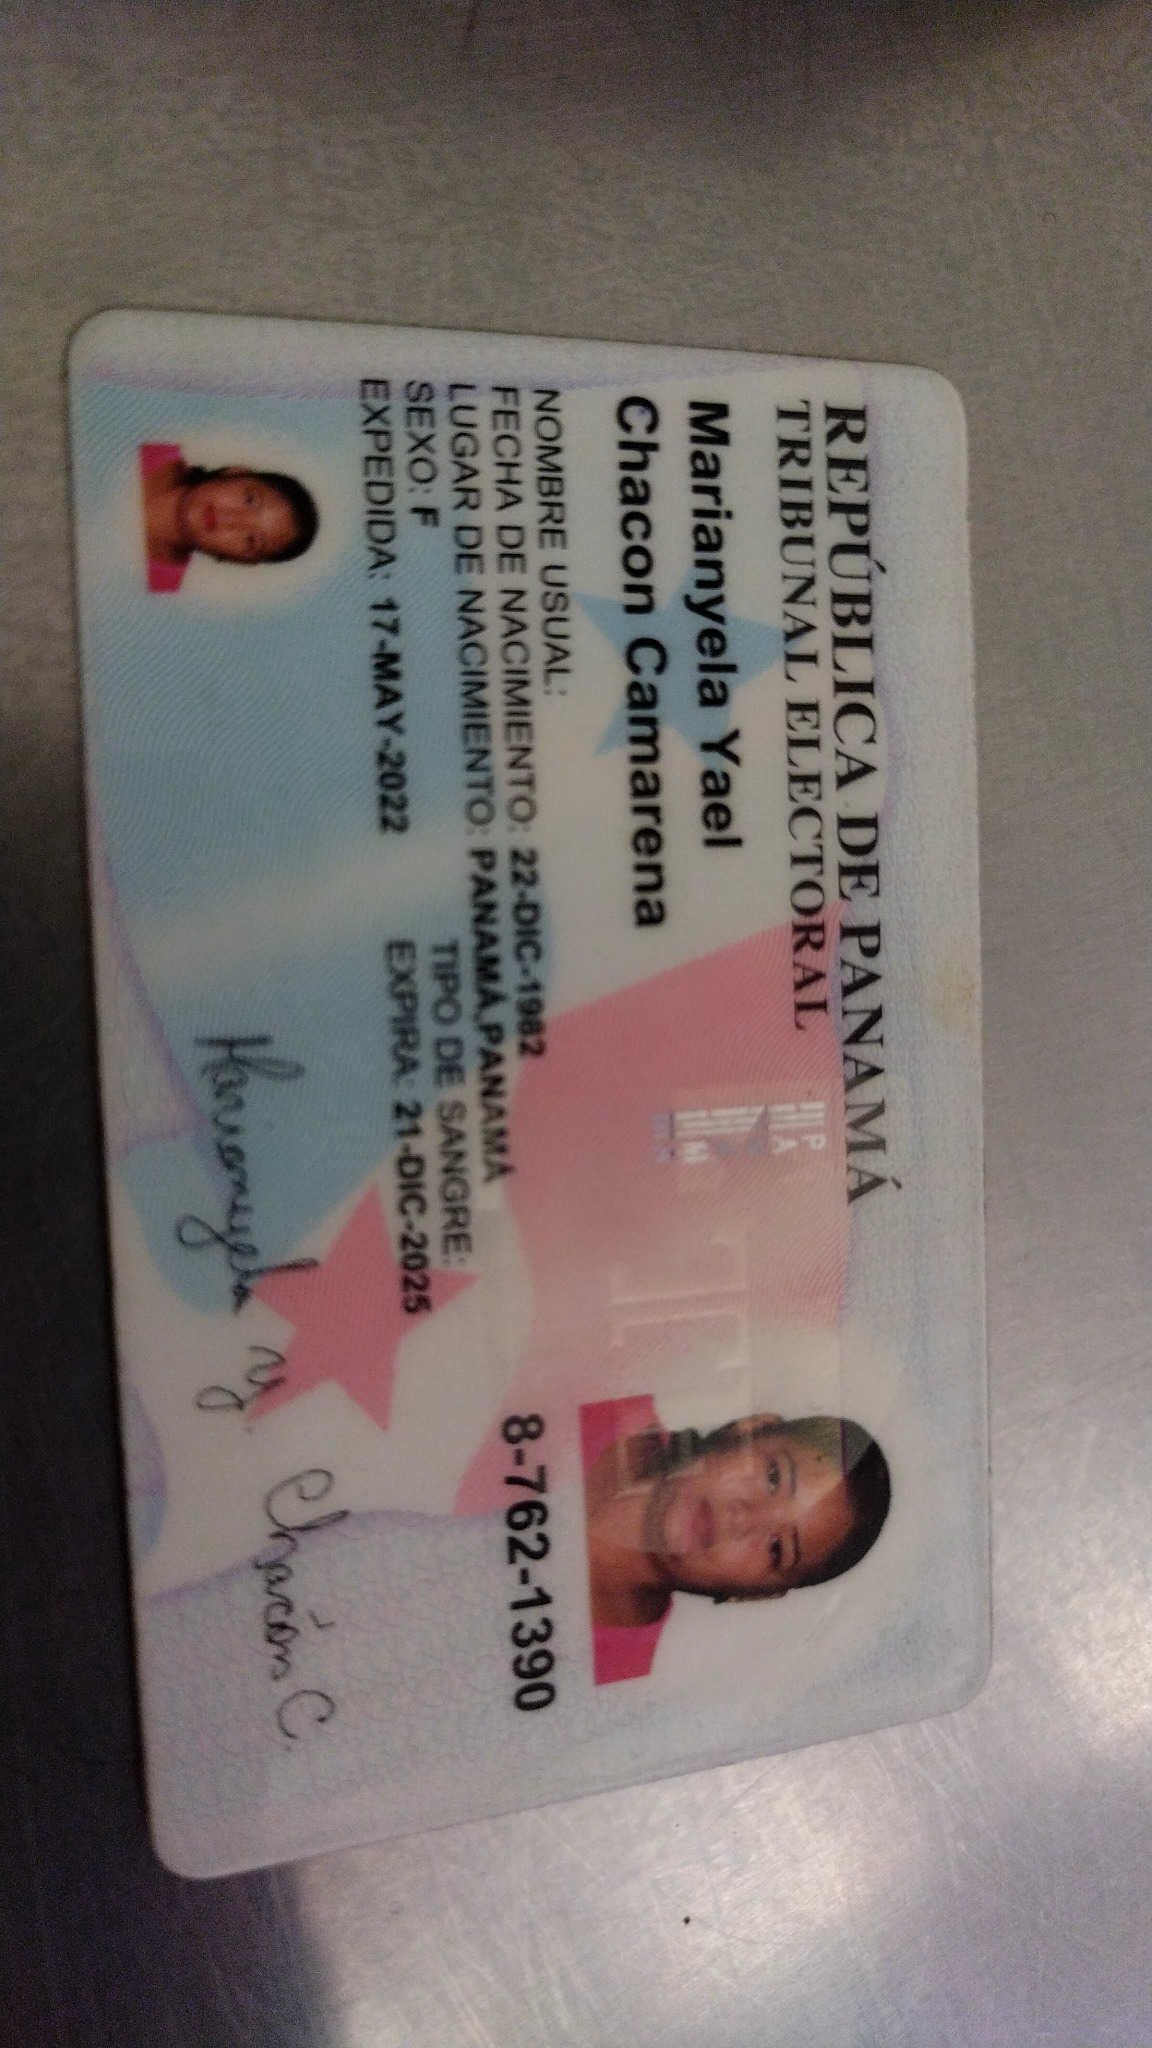 REPÚBLICA DE PANAMÁ
TRIBUNAL ELECTORAL
Marianyela Yael
Chacon Camarena
NOMBRE USUAL:
FECHA DE NACIMIENTO: 22-DIC-1982
LUGAR DE NACIMIENTO: PANAMÁ,PANAMÁ
SEXO: F TIPO DE SANGRE:
EXPEDIDA: 17-MAY-2022 EXPIRA: 21-DIC-2025
8-762-1390
Marianyela Y. Chacón C.